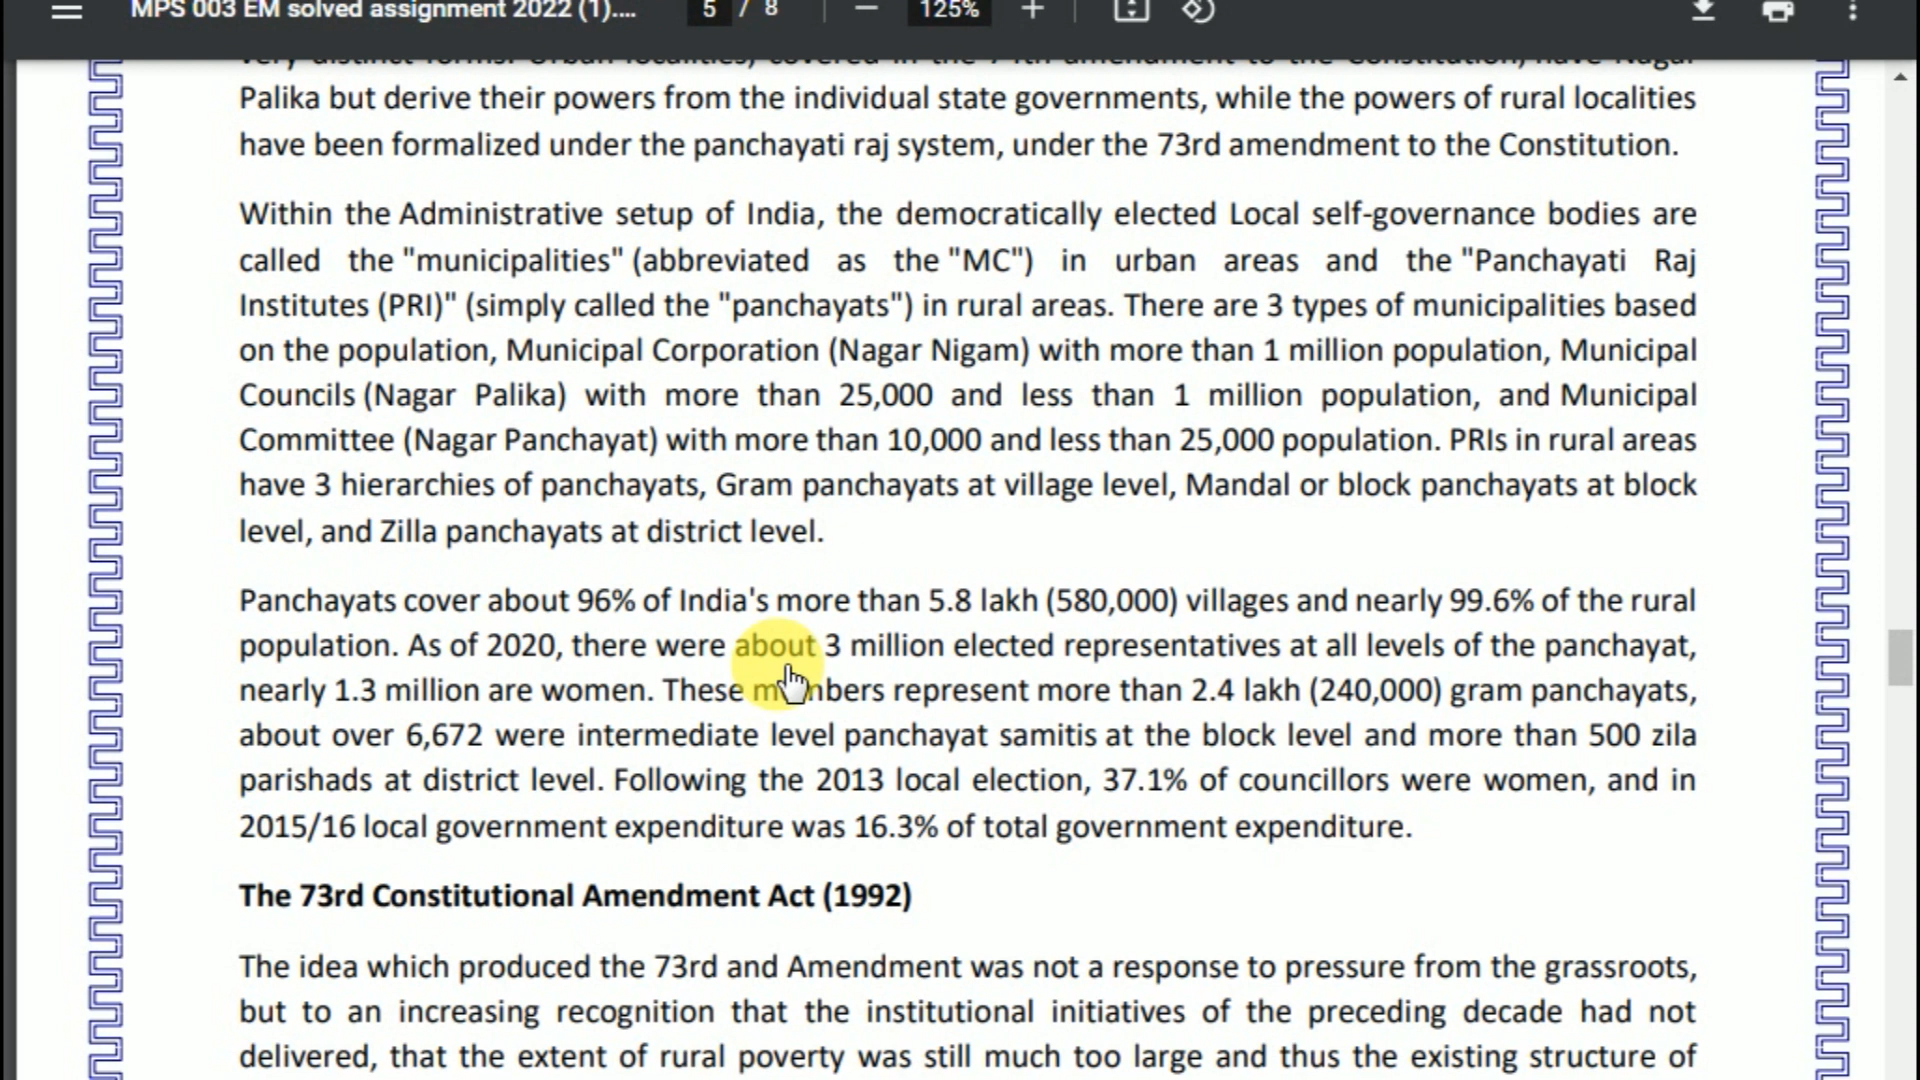 MPS 003 EM solved assignment 2022 (1)....
5 / 8
125%
very distinct forms. Urban localities, covered in the 74th amendment to the Constitution, have Nagar
Palika but derive their powers from the individual state governments, while the powers of rural localities
have been formalized under the panchayati raj system, under the 73rd amendment to the Constitution.
Within the Administrative setup of India, the democratically elected Local self-governance bodies are
called the "municipalities" (abbreviated as the "MC") in urban areas and the "Panchayati Raj
Institutes (PRI)" (simply called the "panchayats") in rural areas. There are 3 types of municipalities based
on the population, Municipal Corporation (Nagar Nigam) with more than 1 million population, Municipal
Councils (Nagar Palika) with more than 25,000 and less than 1 million population, and Municipal
Committee (Nagar Panchayat) with more than 10,000 and less than 25,000 population. PRIs in rural areas
have 3 hierarchies of panchayats, Gram panchayats at village level, Mandal or block panchayats at block
level, and Zilla panchayats at district level.
Panchayats cover about 96% of India's more than 5.8 lakh (580,000) villages and nearly 99.6% of the rural
population. As of 2020, there were about 3 million elected representatives at all levels of the panchayat,
nearly 1.3 million are women. These members represent more than 2.4 lakh (240,000) gram panchayats,
about over 6,672 were intermediate level panchayat samitis at the block level and more than 500 zila
parishads at district level. Following the 2013 local election, 37.1% of councillors were women, and in
2015/16 local government expenditure was 16.3% of total government expenditure.
The 73rd Constitutional Amendment Act (1992)
The idea which produced the 73rd and Amendment was not a response to pressure from the grassroots,
but to an increasing recognition that the institutional initiatives of the preceding decade had not
delivered, that the extent of rural poverty was still much too large and thus the existing structure of